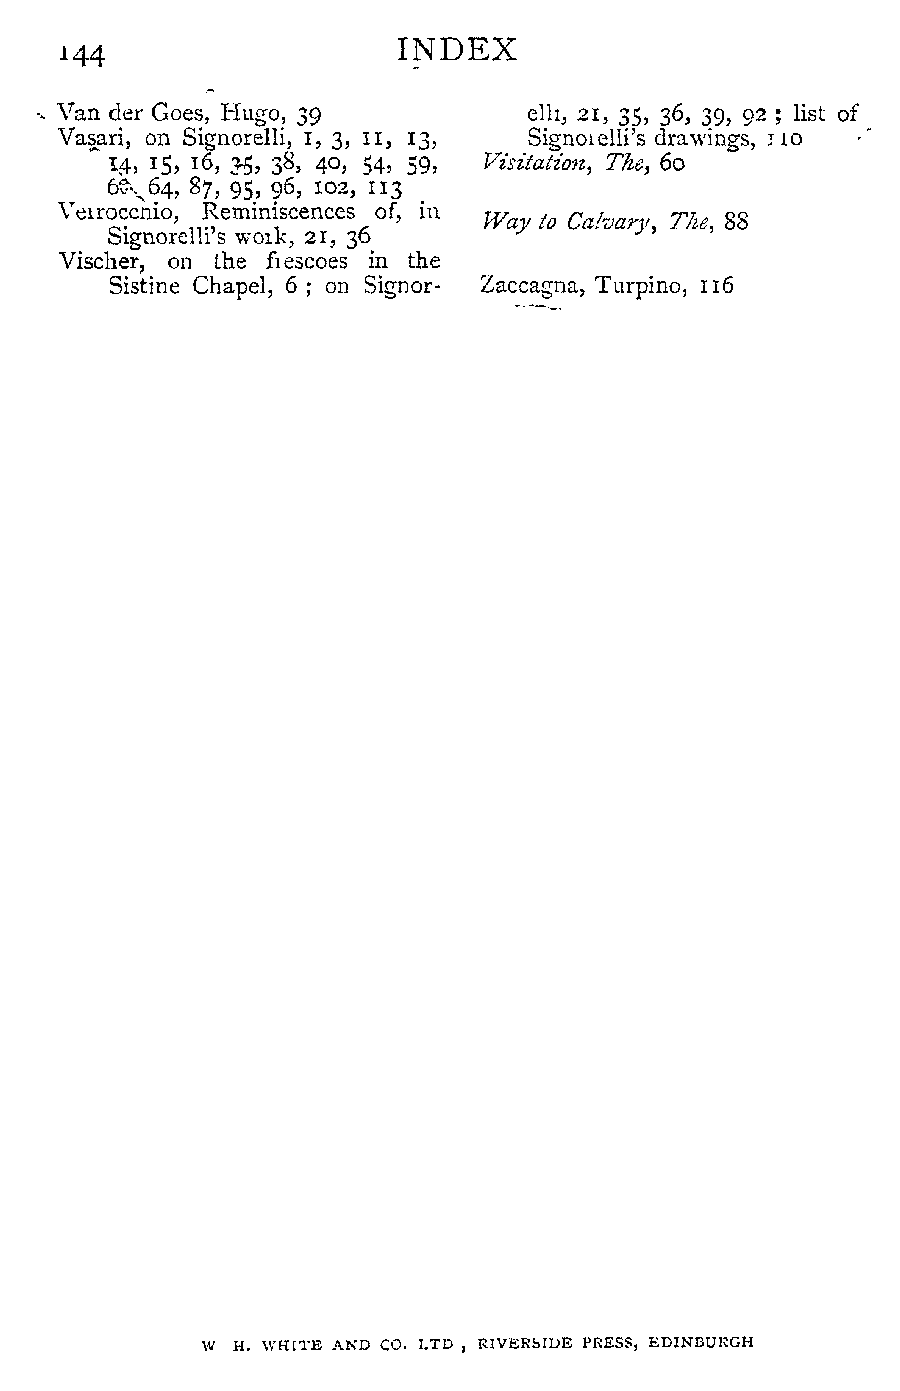 144 INDEX
Van der Goes, Hugo, 39
Vasari, on Signorelli, 1, 3, 11, 13,
14, 15, 16, 35, 38, 40, 54, 59,
64, 87, 95, 96, 102, 113
Verrocchio, Reminiscences of, in
Signorelli's work, 21, 36
Vischer, on the frescoes in the
Sistine Chapel, 6 ; on Signor-
elli, 21, 35, 36, 39, 92 ; list of
Signorelli's drawings, 110
Visitation, The, 60
Way to Calvary, The, 88
Zaccagna, Turpino, 116
W. H. WHITE AND CO. LTD, RIVERSIDE PRESS, EDINBURGH